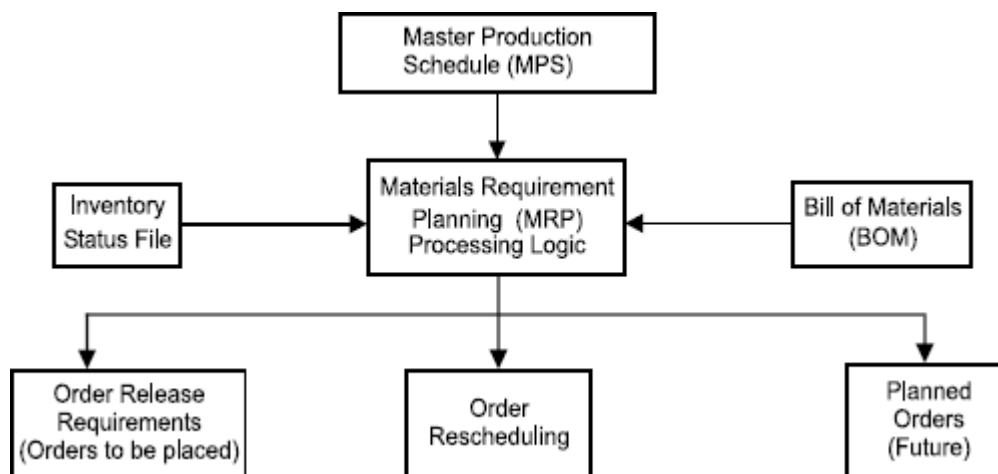 Master Production
Schedule (MPS)
Materials Requirement
Planning (MRP)
Processing Logic
Inventory
Status File
Bill of Materials
(BOM)
Order Release
Requirements
(Orders to be placed)
Order
Rescheduling
Planned
Orders
(Future)